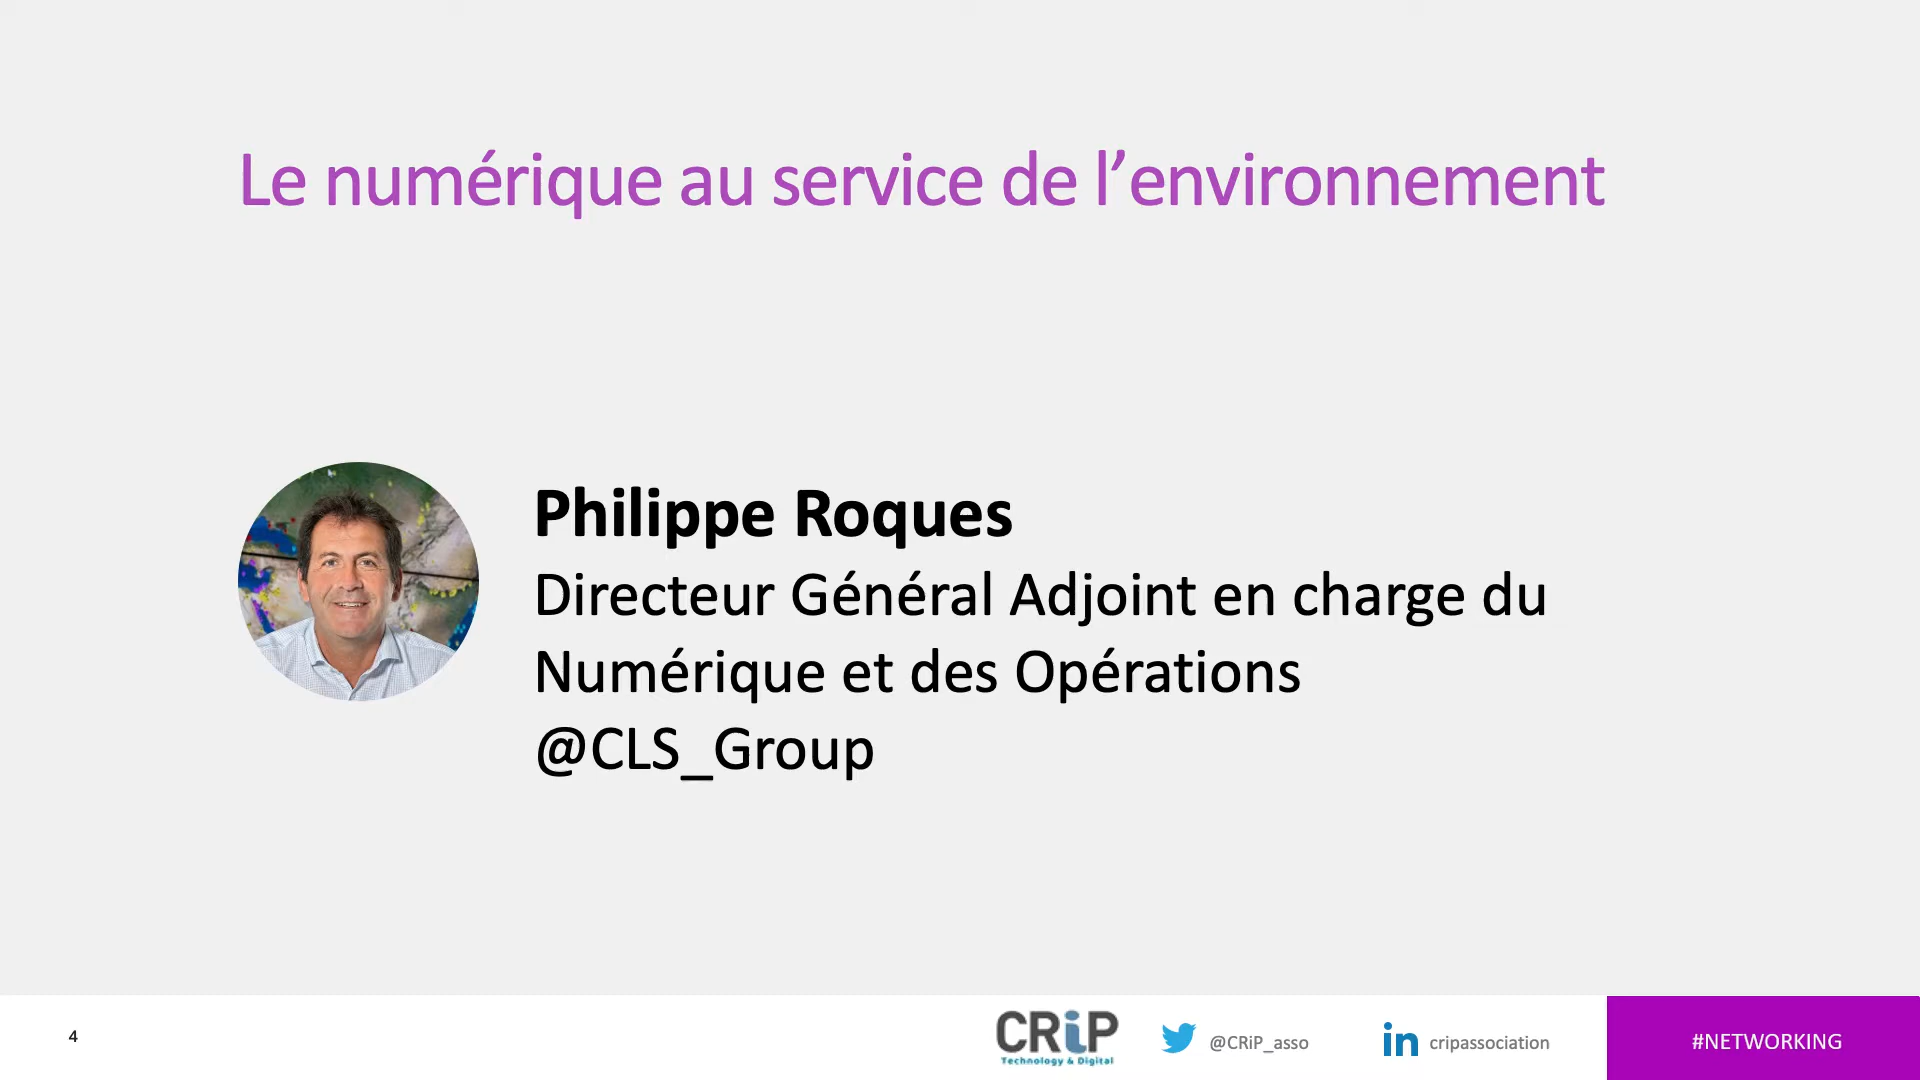 Le numérique au service de l’environnement
Philippe Roques
Directeur Général Adjoint en charge du
Numérique et des Opérations
@CLS_Group
4
CRiP
Technology & Digital
@CRiP_asso
in
cripassociation
#NETWORKING